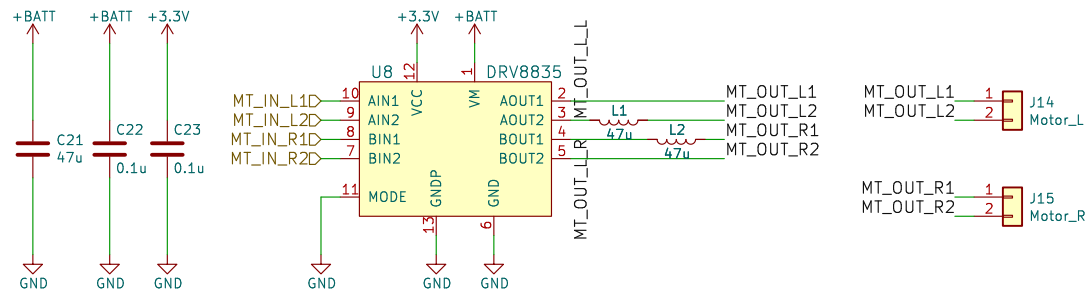 +BATT
+BATT
+3.3V
C21
47u
C22
0.1u
C23
0.1u
GND
GND
GND
+3.3V
+BATT
U8
DRV8835
12
VCC
1
VM
MT_IN_L1
10
AIN1
MT_IN_L2
9
AIN2
MT_IN_R1
8
BIN1
MT_IN_R2
7
BIN2
11
MODE
AOUT1
2
AOUT2
3
BOUT1
4
BOUT2
5
GNDP
13
GND
6
GND
GND
GND
MT_OUT_L_L
MT_OUT_L_R
L1
47u
L2
47u
MT_OUT_L1
MT_OUT_L2
MT_OUT_R1
MT_OUT_R2
MT_OUT_L1
1
MT_OUT_L2
2
J14
Motor_L
MT_OUT_R1
1
MT_OUT_R2
2
J15
Motor_R